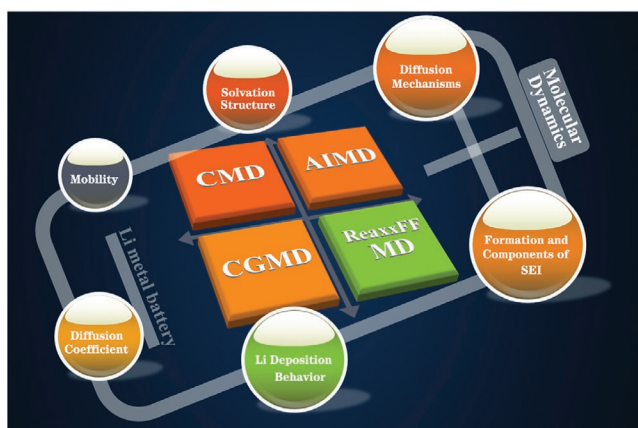 Solvation
Structure
Diffusion
Mechanisms
Molecular
Dynamics
Mobility
CMD
AIMD
CGMD
ReaxxFF
MD
Formation and
Components of
SEI
Li metal battery
Diffusion
Coefficient
Li Deposition
Behavior